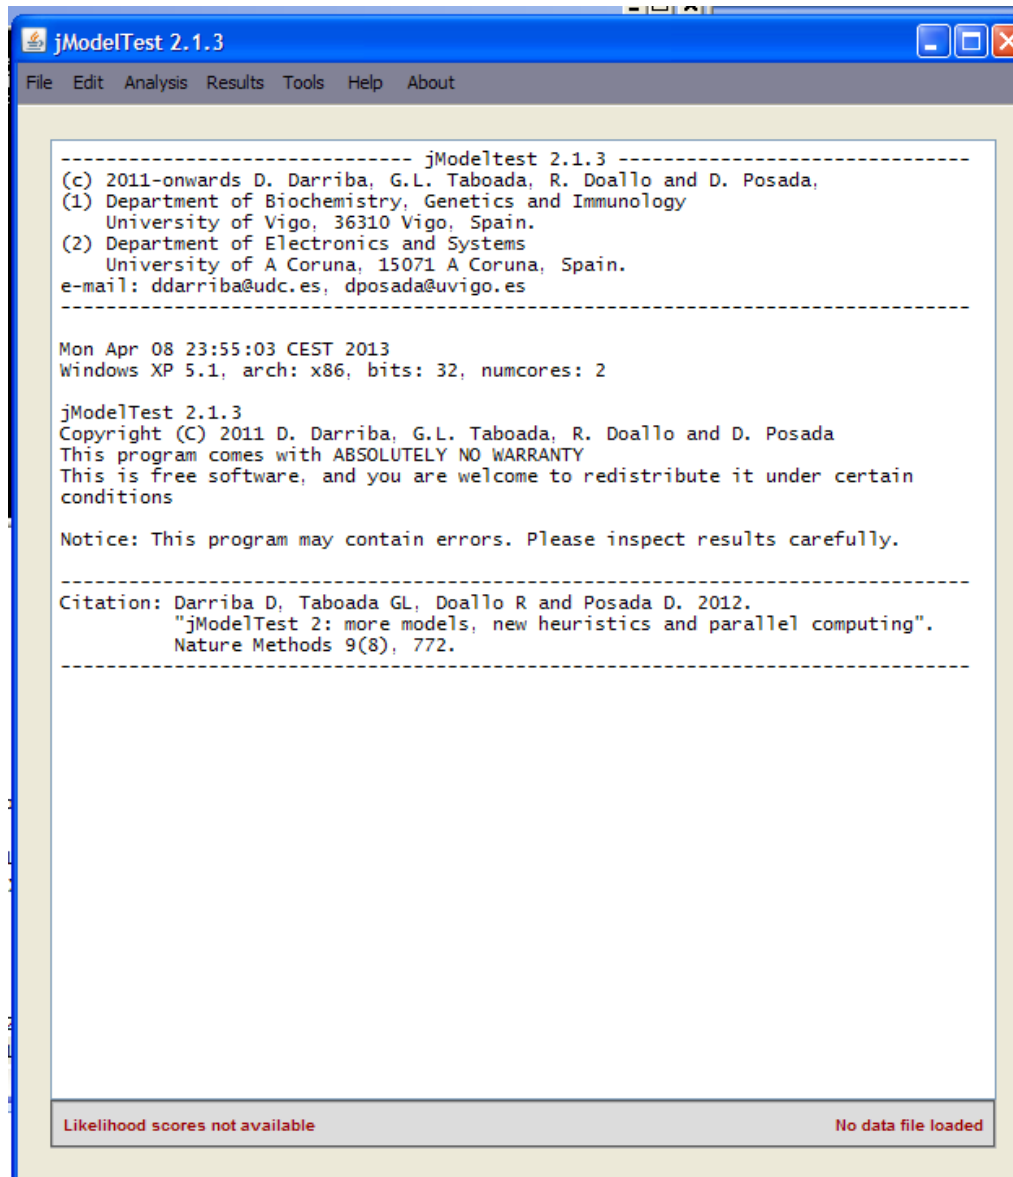 jModelTest 2.1.3
File Edit Analysis Results Tools Help About
------------------------------- jModeltest 2.1.3 -------------------------------
(c) 2011-onwards D. Darriba, G.L. Taboada, R. Doallo and D. Posada,
(1) Department of Biochemistry, Genetics and Immunology
University of Vigo, 36310 Vigo, Spain.
(2) Department of Electronics and Systems
University of A Coruna, 15071 A Coruna, Spain.
e-mail: ddarriba@udc.es, dposada@uvigo.es
--------------------------------------------------------------------------------
Mon Apr 08 23:55:03 CEST 2013
Windows XP 5.1, arch: x86, bits: 32, numcores: 2
jModelTest 2.1.3
Copyright (C) 2011 D. Darriba, G.L. Taboada, R. Doallo and D. Posada
This program comes with ABSOLUTELY NO WARRANTY
This is free software, and you are welcome to redistribute it under certain
conditions
Notice: This program may contain errors. Please inspect results carefully.
--------------------------------------------------------------------------------
Citation: Darriba D, Taboada GL, Doallo R and Posada D. 2012.
"jModelTest 2: more models, new heuristics and parallel computing".
Nature Methods 9(8), 772.
--------------------------------------------------------------------------------
Likelihood scores not available
No data file loaded